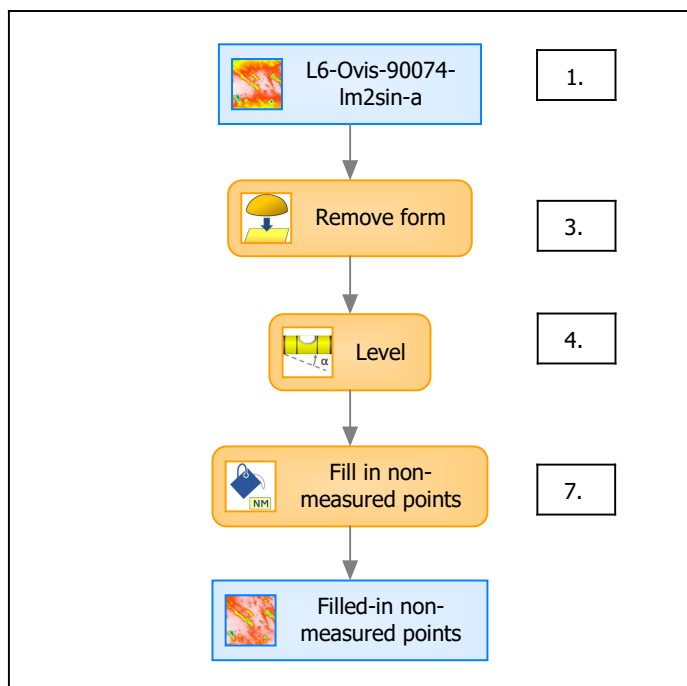 L6-Ovis-90074-
lm2sin-a
1.
Remove form
3.
α
Level
4.
Fill in non-
measured points
NM
7.
Filled-in non-
measured points